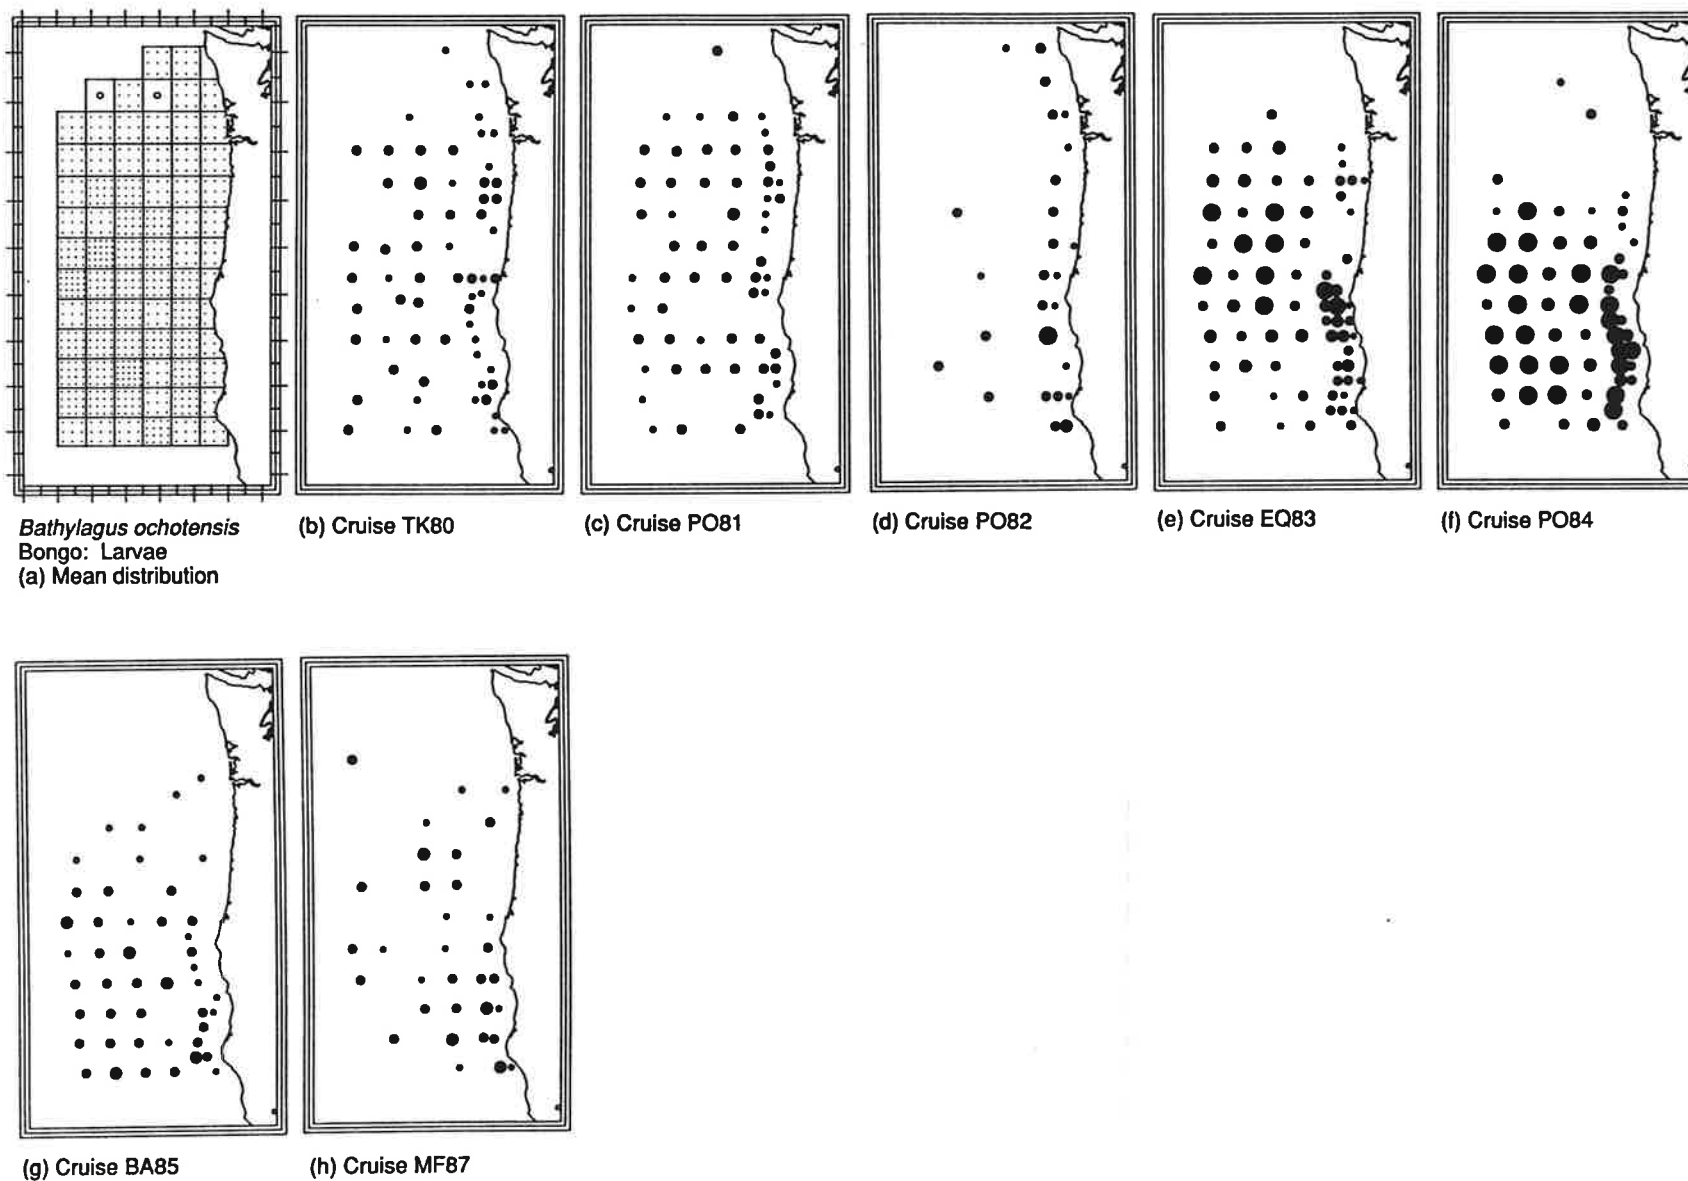 Bathylagus ochotensis
Bongo: Larvae
(a) Mean distribution
(b) Cruise TK80
(c) Cruise PO81
(d) Cruise PO82
(e) Cruise EQ83
(f) Cruise PO84
(g) Cruise BA85
(h) Cruise MF87